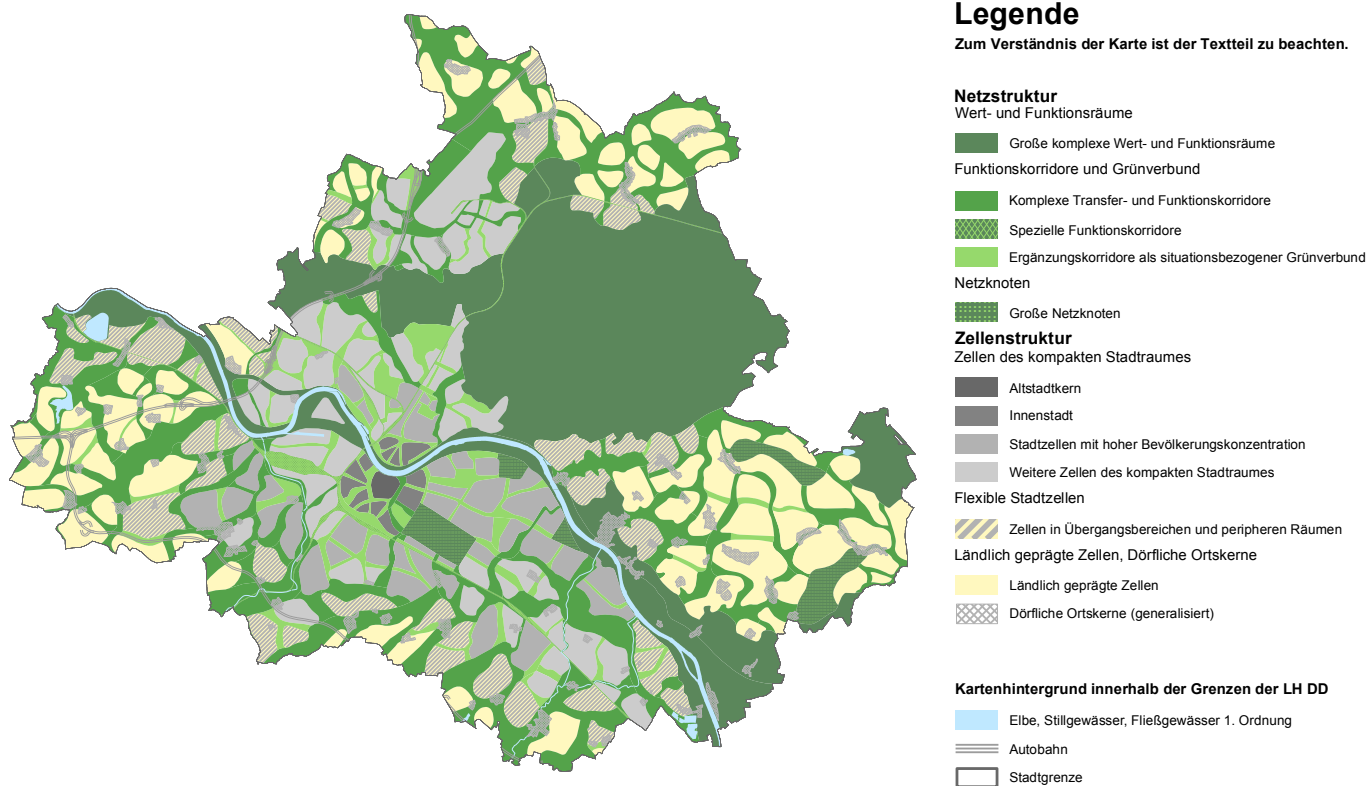 Legende
Zum Verständnis der Karte ist der Textteil zu beachten.
Netzstruktur
Wert- und Funktionsräume
Große komplexe Wert- und Funktionsräume
Funktionskorridore und Grünverbund
Komplexe Transfer- und Funktionskorridore
Spezielle Funktionskorridore
Ergänzungskorridore als situationsbezogener Grünverbund
Netzknoten
Große Netzknoten
Zellenstruktur
Zellen des kompakten Stadtraumes
Altstadtkern
Innenstadt
Stadtzellen mit hoher Bevölkerungskonzentration
Weitere Zellen des kompakten Stadtraumes
Flexible Stadtzellen
Zellen in Übergangsbereichen und peripheren Räumen
Ländlich geprägte Zellen, Dörfliche Ortskerne
Ländlich geprägte Zellen
Dörfliche Ortskerne (generalisiert)
Kartenhintergrund innerhalb der Grenzen der LH DD
Elbe, Stillgewässer, Fließgewässer 1. Ordnung
Autobahn
Stadtgrenze